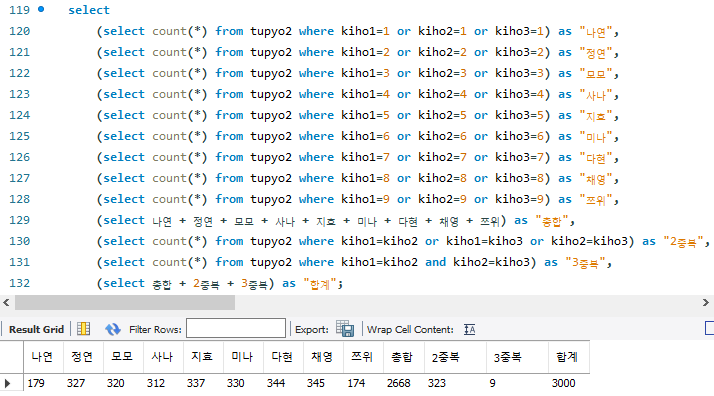 119 select
120 (select count(*) from tupyo2 where kiho1=1 or kiho2=1 or kiho3=1) as "나연",
121 (select count(*) from tupyo2 where kiho1=2 or kiho2=2 or kiho3=2) as "정연",
122 (select count(*) from tupyo2 where kiho1=3 or kiho2=3 or kiho3=3) as "모모",
123 (select count(*) from tupyo2 where kiho1=4 or kiho2=4 or kiho3=4) as "사나",
124 (select count(*) from tupyo2 where kiho1=5 or kiho2=5 or kiho3=5) as "지효",
125 (select count(*) from tupyo2 where kiho1=6 or kiho2=6 or kiho3=6) as "미나",
126 (select count(*) from tupyo2 where kiho1=7 or kiho2=7 or kiho3=7) as "다현",
127 (select count(*) from tupyo2 where kiho1=8 or kiho2=8 or kiho3=8) as "채영",
128 (select count(*) from tupyo2 where kiho1=9 or kiho2=9 or kiho3=9) as "쯔위",
129 (select 나연 + 정연 + 모모 + 사나 + 지효 + 미나 + 다현 + 채영 + 쯔위) as "총합",
130 (select count(*) from tupyo2 where kiho1=kiho2 or kiho1=kiho3 or kiho2=kiho3) as "2중복",
131 (select count(*) from tupyo2 where kiho1=kiho2 and kiho2=kiho3) as "3중복",
132 (select 총합 + 2중복 + 3중복) as "합계";
Result Grid Filter Rows: Export: Wrap Cell Content:
나연 정연 모모 사나 지효 미나 다현 채영 쯔위 총합 2중복 3중복 합계
179 327 320 312 337 330 344 345 174 2668 323 9 3000